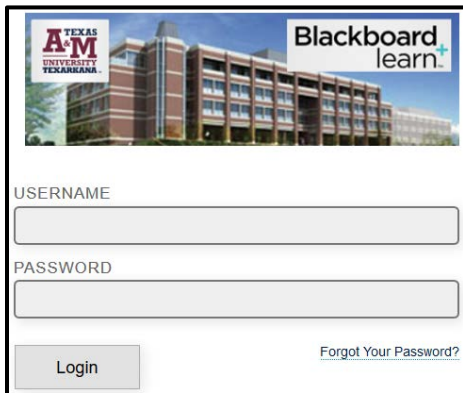 TEXAS
A&M
UNIVERSITY
TEXARKANA
Blackboard
learn
USERNAME
PASSWORD
Login
Forgot Your Password?